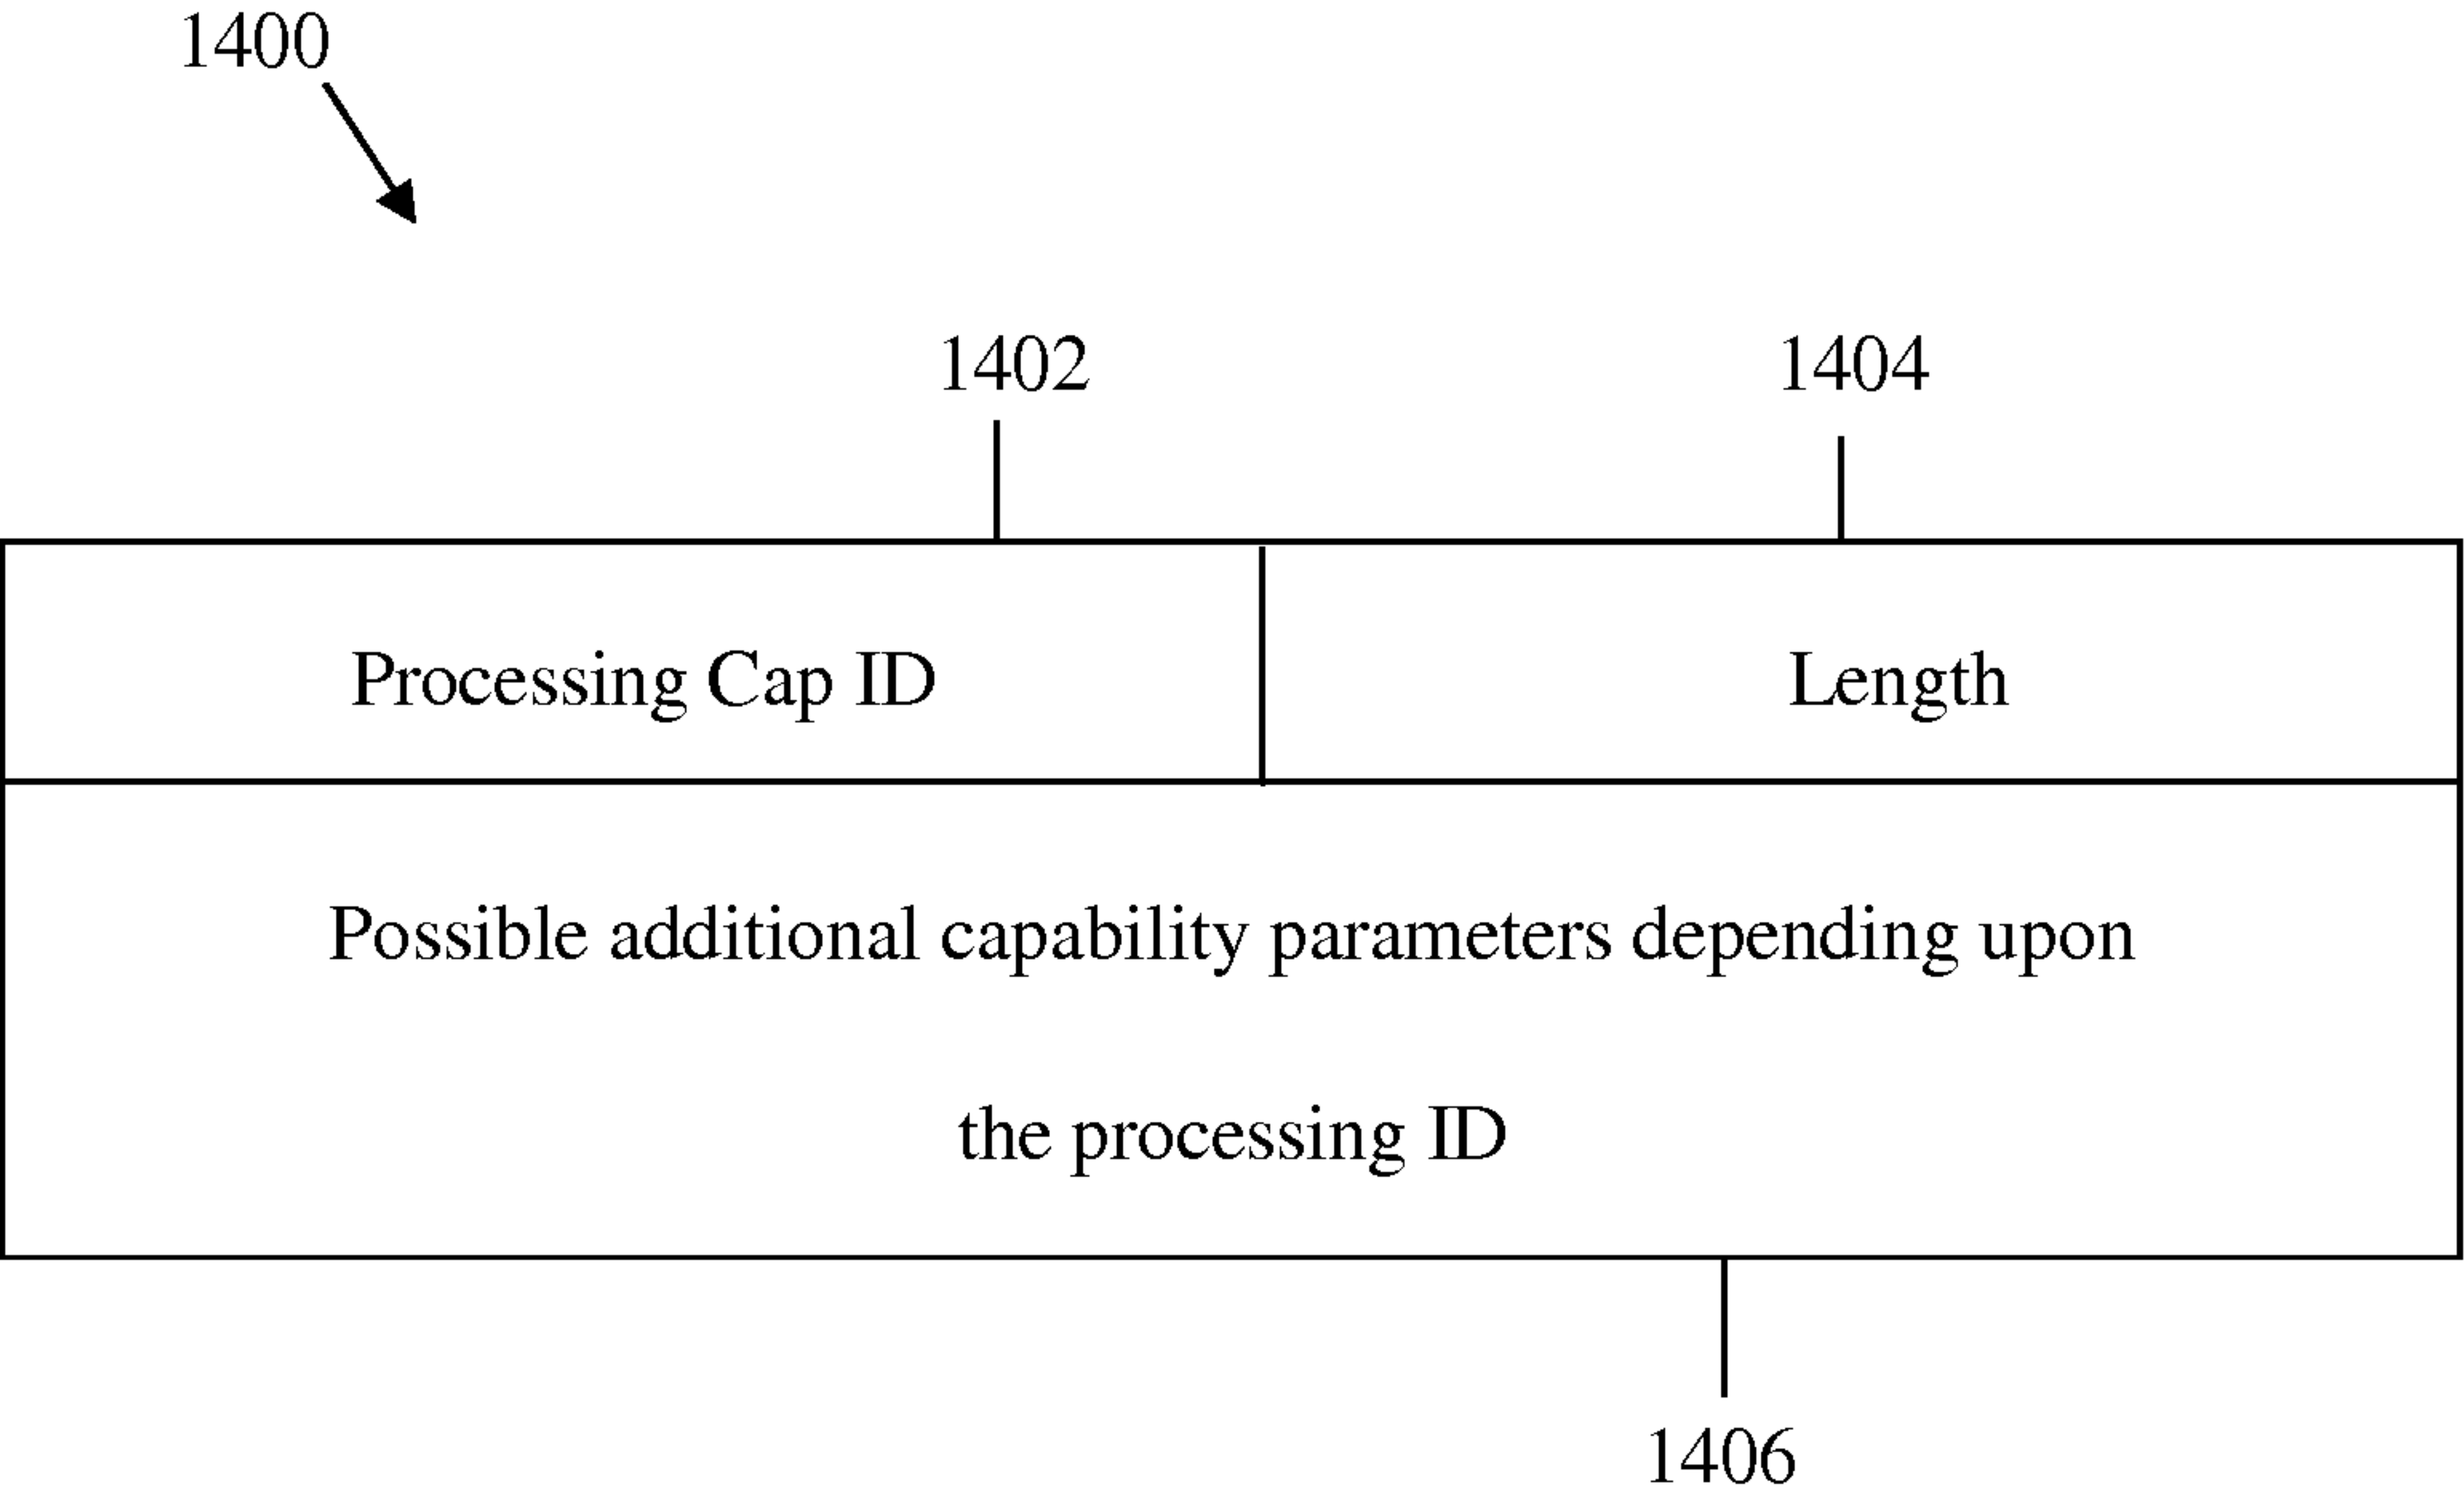 1400
1402 1404
Processing Cap ID Length
Possible additional capability parameters depending upon
the processing ID
1406